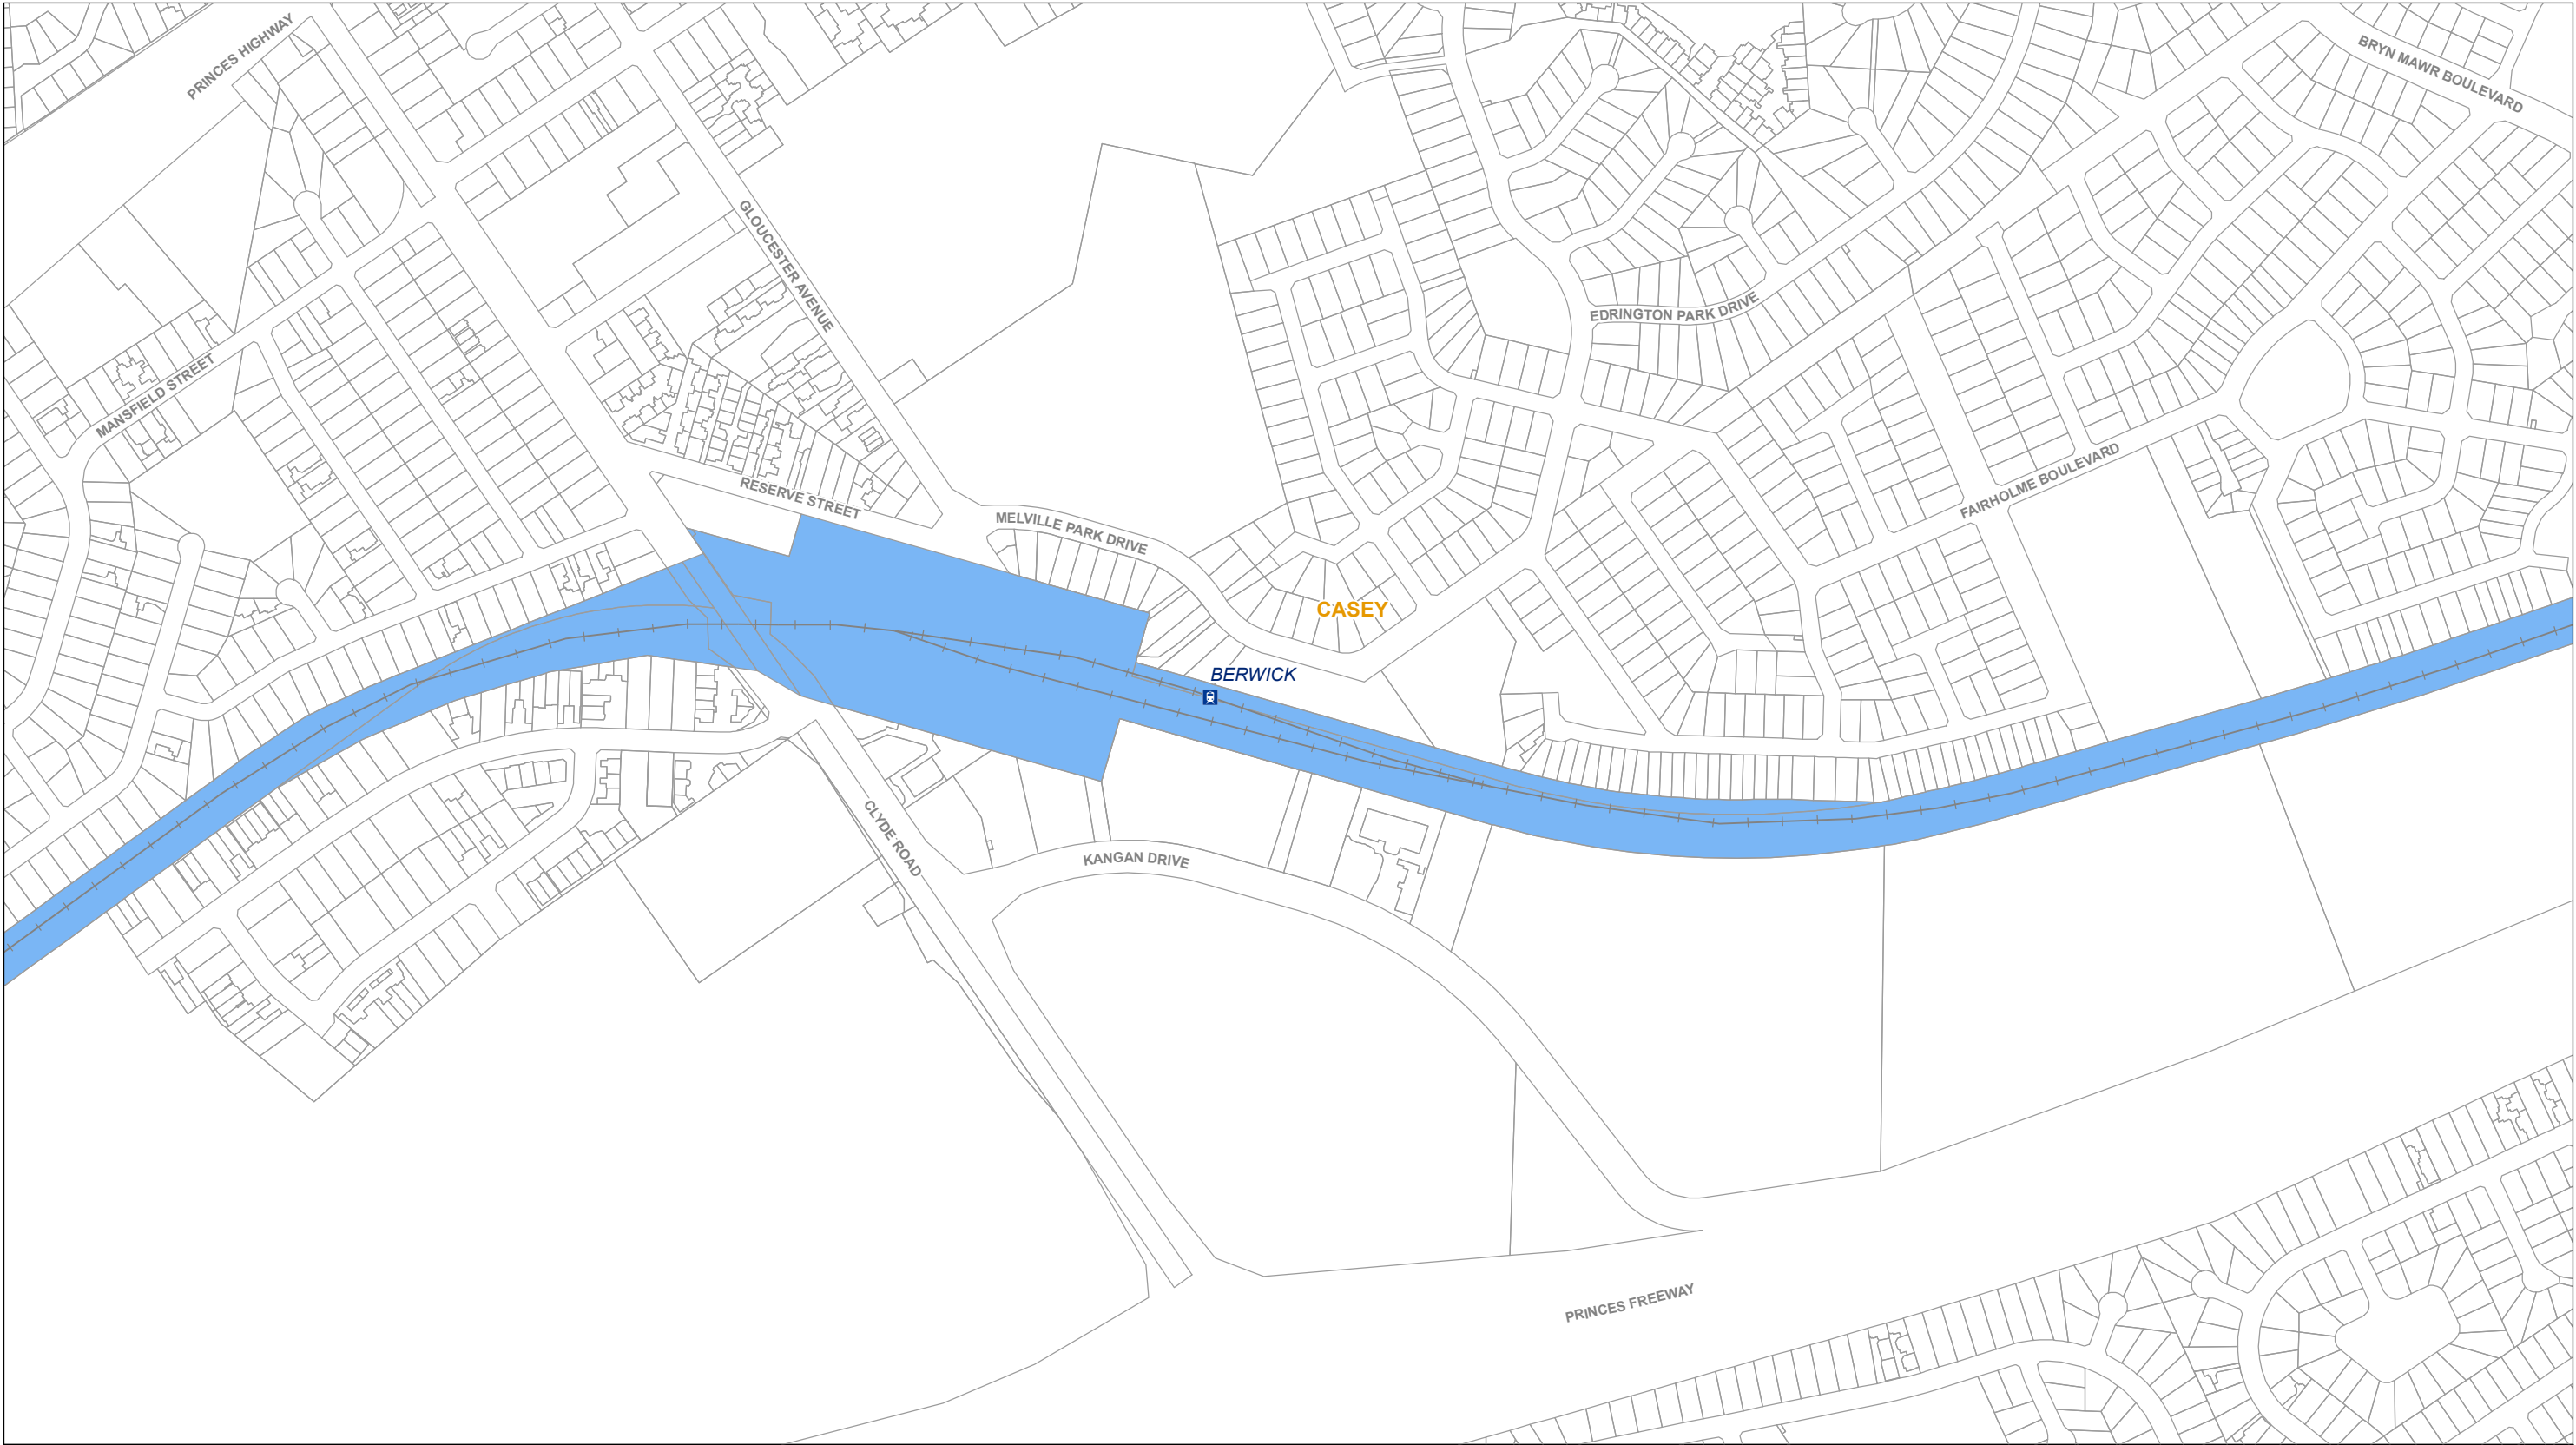 PRINCES HIGHWAY
BRYN MAWR BOULEVARD
GLOUCESTER AVENUE
EDRINGTON PARK DRIVE
MANSFIELD STREET
RESERVE STREET
MELVILLE PARK DRIVE
FAIRHOLME BOULEVARD
CASEY
BERWICK
CLYDE ROAD
KANGAN DRIVE
PRINCES FREEWAY